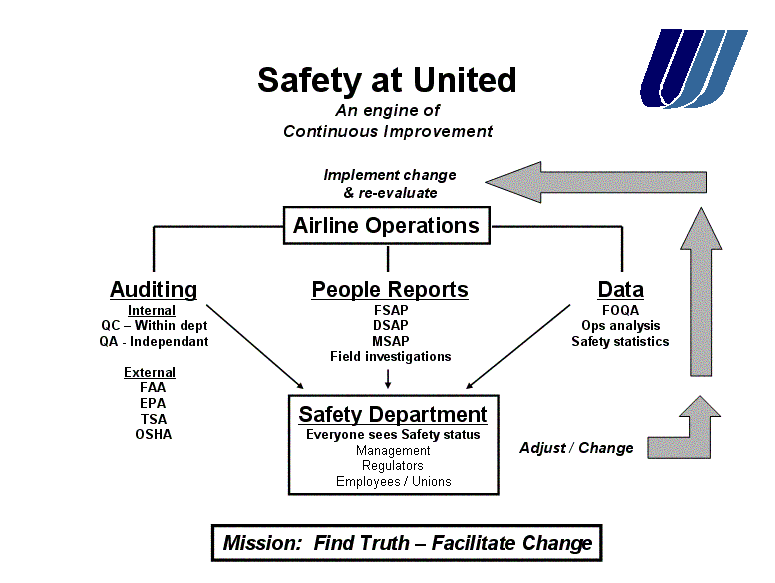 Safety at United
An engine of
Continuous Improvement
Implement change
& re-evaluate
Airline Operations
Auditing
Internal
QC – Within dept
QA - Independant
External
FAA
EPA
TSA
OSHA
People Reports
FSAP
DSAP
MSAP
Field investigations
Data
FOQA
Ops analysis
Safety statistics
Safety Department
Everyone sees Safety status
Management
Regulators
Employees / Unions
Adjust / Change
Mission:  Find Truth – Facilitate Change